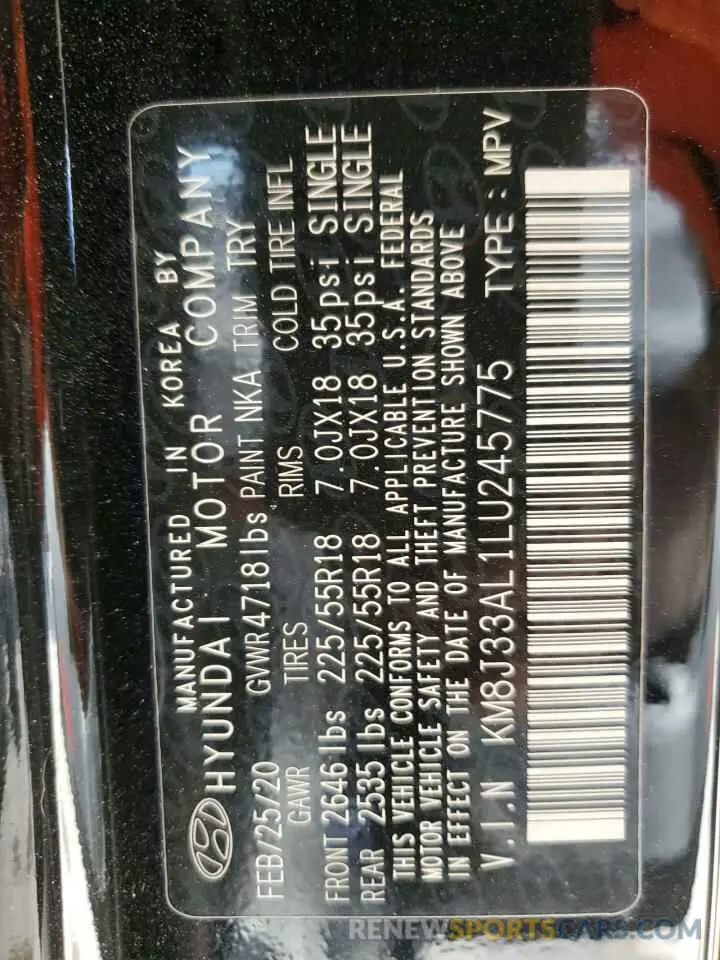 MANUFACTURED IN KOREA BY
HYUNDAI MOTOR COMPANY
FEB/25/20 GVWR4718lbs PAINT NKA TRIM TRY
GAWR TIRES RIMS COLD TIRE INFL
FRONT 2646lbs 225/55R18 7.0JX18 35psi SINGLE
REAR 2535lbs 225/55R18 7.0JX18 35psi SINGLE
THIS VEHICLE CONFORMS TO ALL APPLICABLE U.S.A. FEDERAL
MOTOR VEHICLE SAFETY AND THEFT PREVENTION STANDARDS
IN EFFECT ON THE DATE OF MANUFACTURE SHOWN ABOVE
V.I.N KM8J33AL1LU245775 TYPE : MPV
RENEWSPORTSCARS.COM